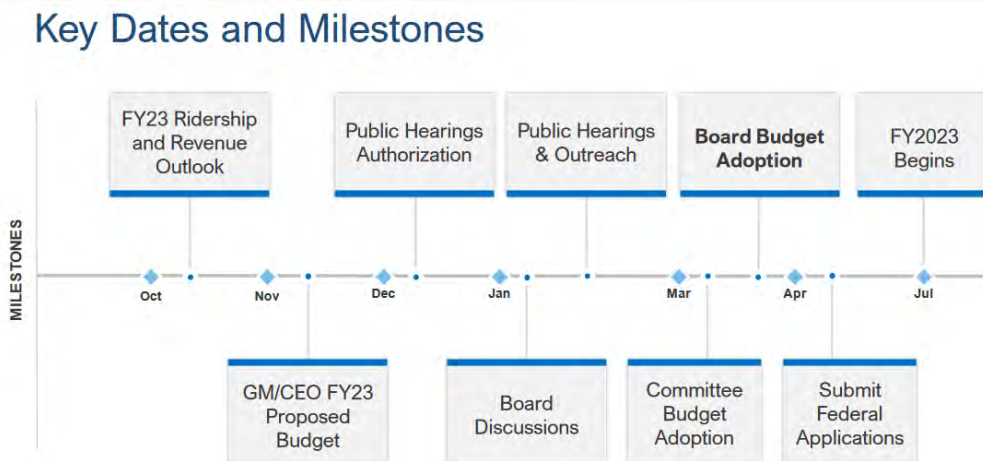 Key Dates and Milestones
FY23 Ridership
and Revenue
Outlook
Public Hearings
Authorization
Public Hearings
& Outreach
Board Budget
Adoption
FY2023
Begins
MILESTONES
Oct
Nov
Dec
Jan
Mar
Apr
Jul
GM/CEO FY23
Proposed
Budget
Board
Discussions
Committee
Budget
Adoption
Submit
Federal
Applications